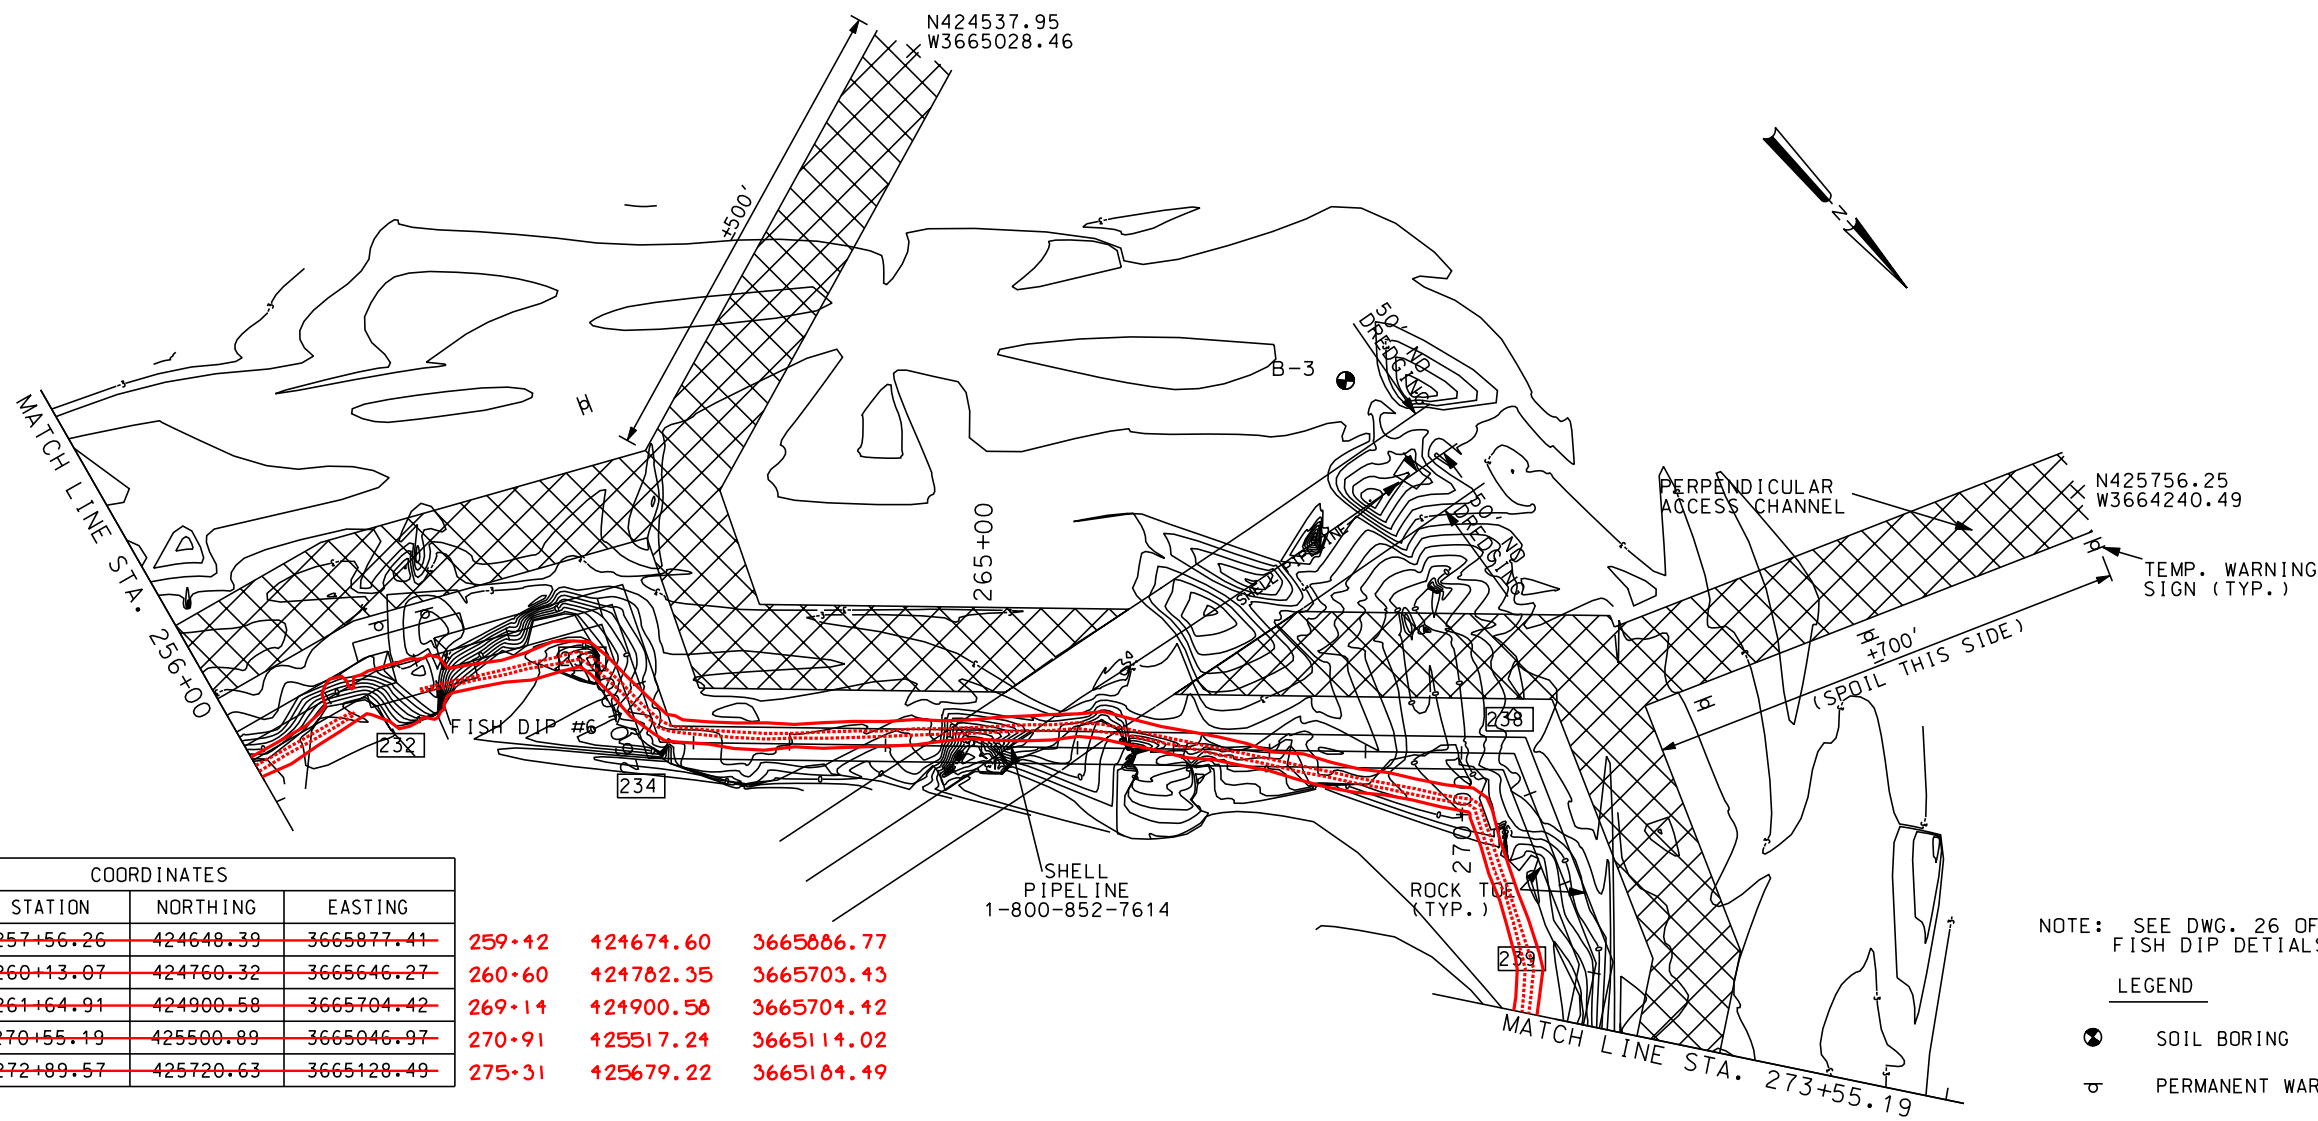 N424537.95
W3665028.46
±500'
50' NO
DREDGING
B-3
MATCH LINE STA. 256+00
265+00
SHELL PIPELINE
50' NO
DREDGING
PERPENDICULAR
ACCESS CHANNEL
N425756.25
W3664240.49
TEMP. WARNING
SIGN (TYP.)
±700'
(SPOIL THIS SIDE)
N
FISH DIP #6
232
234
238
239
SHELL
PIPELINE
1-800-852-7614
ROCK TOE
(TYP.)
MATCH LINE STA. 273+55.19
COORDINATES
STATION NORTHING EASTING
257+56.26 424648.39 3665877.41 259+42 424674.60 3665886.77
260+13.07 424760.32 3665646.27 260+60 424782.35 3665703.43
261+64.91 424900.58 3665704.42 269+14 424900.58 3665704.42
270+55.19 425500.89 3665046.97 270+91 425517.24 3665114.02
272+89.57 425720.63 3665128.49 275+31 425679.22 3665184.49
NOTE: SEE DWG. 26 OF
FISH DIP DETIALS
LEGEND
SOIL BORING
PERMANENT WAR